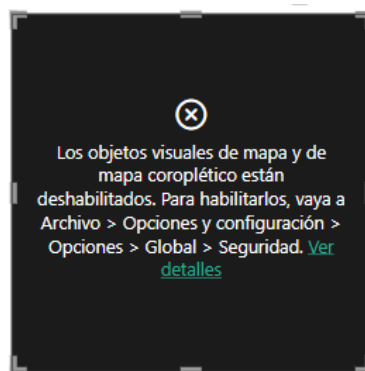 Los objetos visuales de mapa y de
mapa coroplético están
deshabilitados. Para habilitarlos, vaya a
Archivo > Opciones y configuración >
Opciones > Global > Seguridad. Ver
detalles